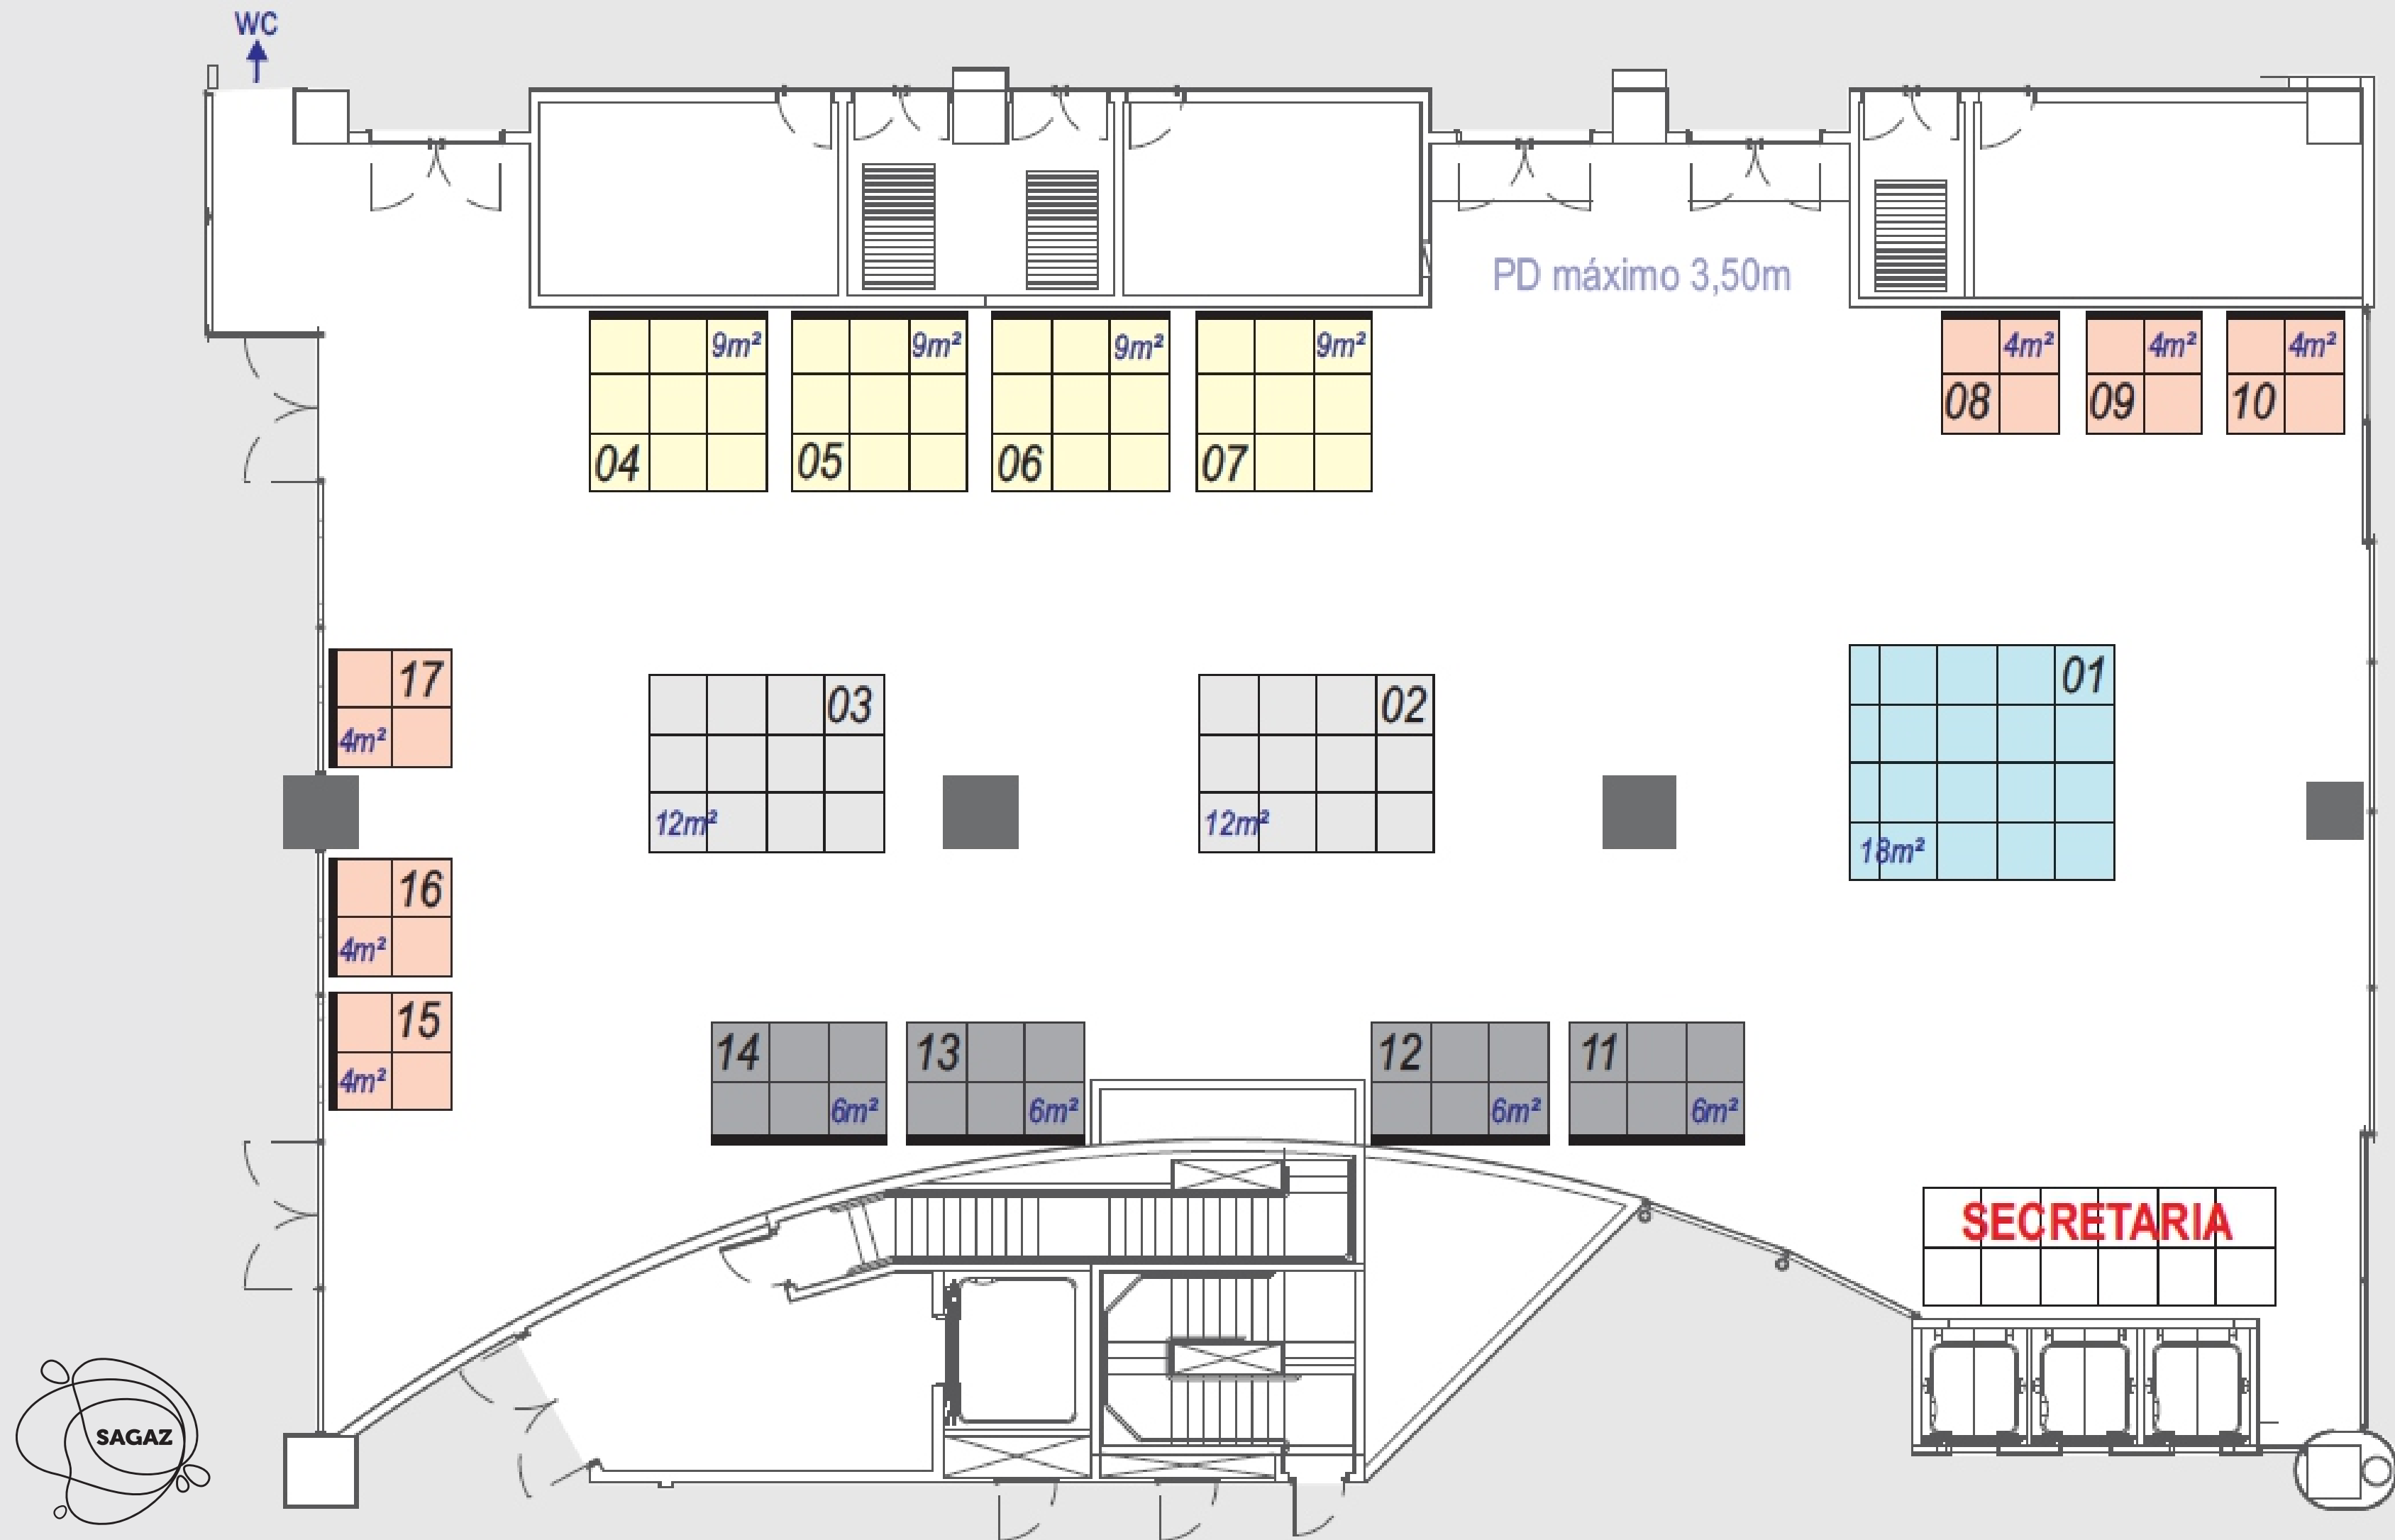 WC
PD máximo 3,50m
9m² 9m² 9m² 9m²
4m² 4m² 4m²
08 09 10
04 05 06 07
17
4m²
03 02 01
12m² 12m² 18m²
16
4m²
15
4m²
14 13 12 11
6m² 6m² 6m² 6m²
SECRETARIA
SAGAZ